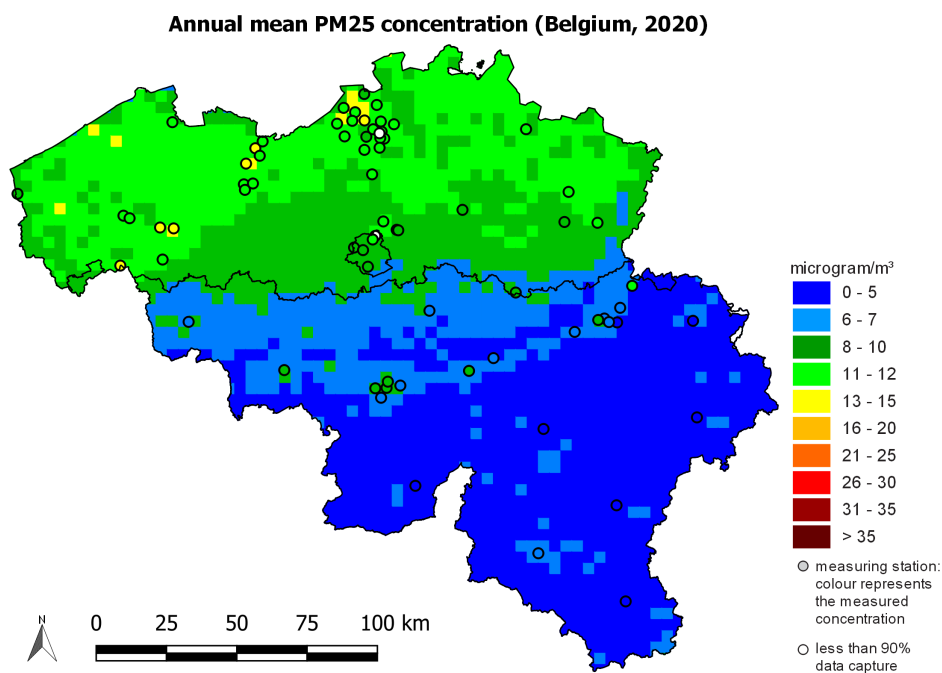 Annual mean PM25 concentration (Belgium, 2020)
microgram/m³
0 - 5
6 - 7
8 - 10
11 - 12
13 - 15
16 - 20
21 - 25
26 - 30
31 - 35
> 35
measuring station:
colour represents
the measured
concentration
less than 90%
data capture
N
0 25 50 75 100 km